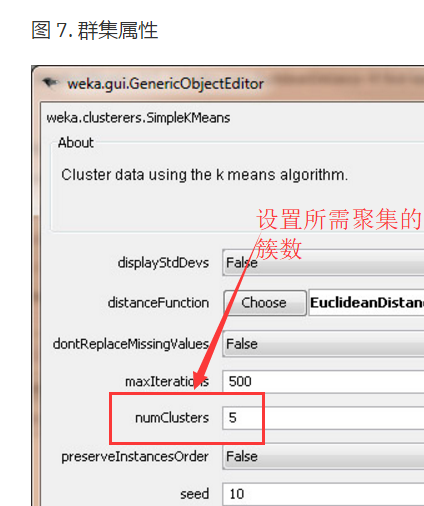 图 7. 群集属性
weka.gui.GenericObjectEditor
weka.clusterers.SimpleKMeans
About
Cluster data using the k means algorithm.
设置所需聚集的
簇数
displayStdDevs False
distanceFunction Choose EuclideanDistan
dontReplaceMissingValues False
maxIterations 500
numClusters 5
preserveInstancesOrder False
seed 10